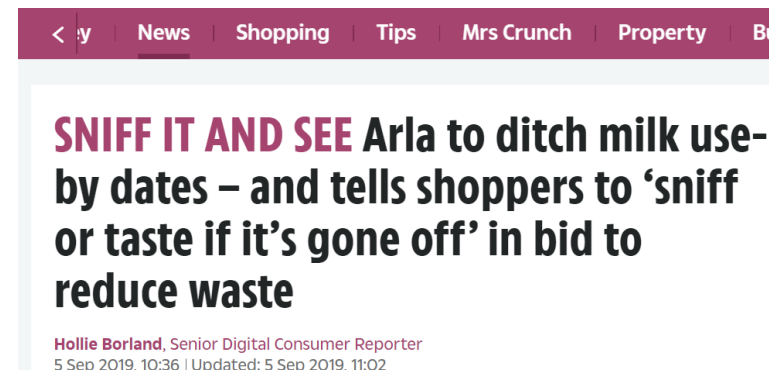 < ey | News | Shopping | Tips | Mrs Crunch | Property | Bu
SNIFF IT AND SEE Arla to ditch milk use-
by dates – and tells shoppers to ‘sniff
or taste if it’s gone off’ in bid to
reduce waste
Hollie Borland, Senior Digital Consumer Reporter
5 Sep 2019, 10:36 | Updated: 5 Sep 2019, 11:02